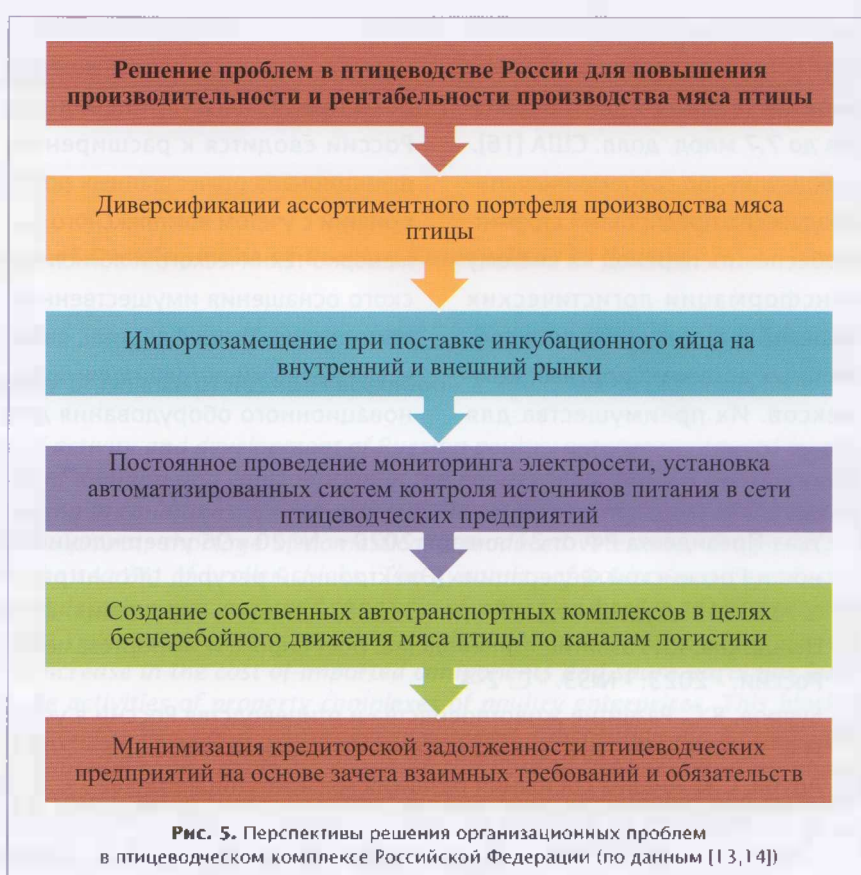 Решение проблем в птицеводстве России для повышения
производительности и рентабельности производства мяса птицы
Диверсификации ассортиментного портфеля производства мяса
птицы
Импортозамещение при поставке инкубационного яйца на
внутренний и внешний рынки
Постоянное проведение мониторинга электросети, установка
автоматизированных систем контроля источников питания в сети
птицеводческих предприятий
Создание собственных автотранспортных комплексов в целях
бесперебойного движения мяса птицы по каналам логистики
Минимизация кредиторской задолженности птицеводческих
предприятий на основе зачета взаимных требований и обязательств
Рис. 5. Перспективы решения организационных проблем
в птицеводческом комплексе Российской Федерации (по данным [13,14])